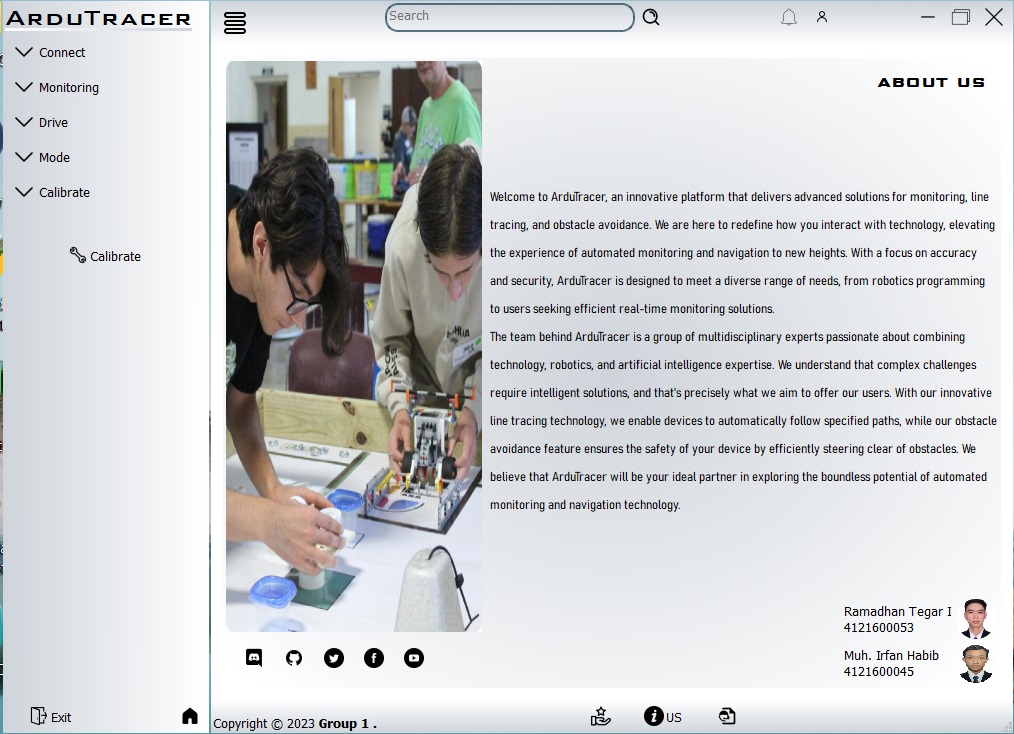 ARDUTRACER
Search
Connect
Monitoring
Drive
Mode
Calibrate
Calibrate
ABOUT US
Welcome to ArduTracer, an innovative platform that delivers advanced solutions for monitoring, line
tracing, and obstacle avoidance. We are here to redefine how you interact with technology, elevating
the experience of automated monitoring and navigation to new heights. With a focus on accuracy
and security, ArduTracer is designed to meet a diverse range of needs, from robotics programming
to users seeking efficient real-time monitoring solutions.
The team behind ArduTracer is a group of multidisciplinary experts passionate about combining
technology, robotics, and artificial intelligence expertise. We understand that complex challenges
require intelligent solutions, and that's precisely what we aim to offer our users. With our innovative
line tracing technology, we enable devices to automatically follow specified paths, while our obstacle
avoidance feature ensures the safety of your device by efficiently steering clear of obstacles. We
believe that ArduTracer will be your ideal partner in exploring the boundless potential of automated
monitoring and navigation technology.
Ramadhan Tegar I
4121600053
Muh. Irfan Habib
4121600045
Exit
Copyright © 2023 Group 1 .
US